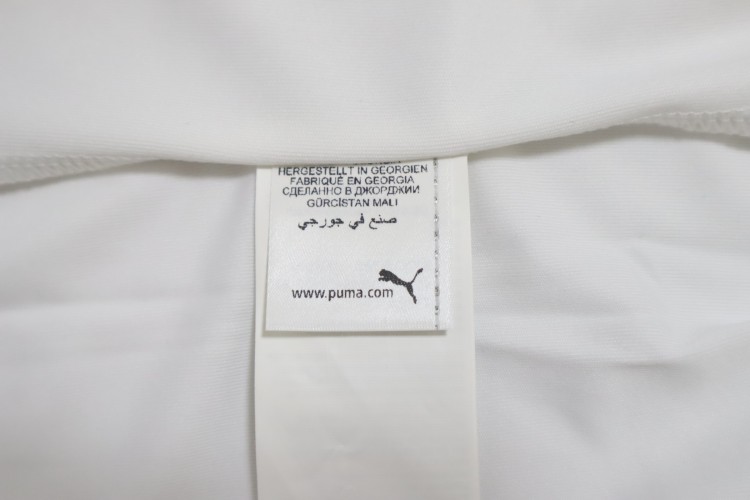 HERGESTELLT IN GEORGIEN
FABRIQUÉ EN GEORGIA
СДЕЛАННО В ДЖОРДЖИИ
GÜRCİSTAN MALI
صنع في جورجي
www.puma.com